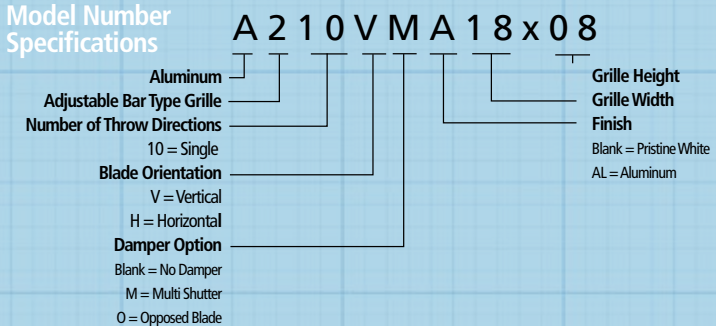 Model Number
Specifications
A 2 1 0 V M A 1 8 x 0 8
Aluminum
Adjustable Bar Type Grille
Number of Throw Directions
10 = Single
Blade Orientation
V = Vertical
H = Horizontal
Damper Option
Blank = No Damper
M = Multi Shutter
O = Opposed Blade
Grille Height
Grille Width
Finish
Blank = Pristine White
AL = Aluminum